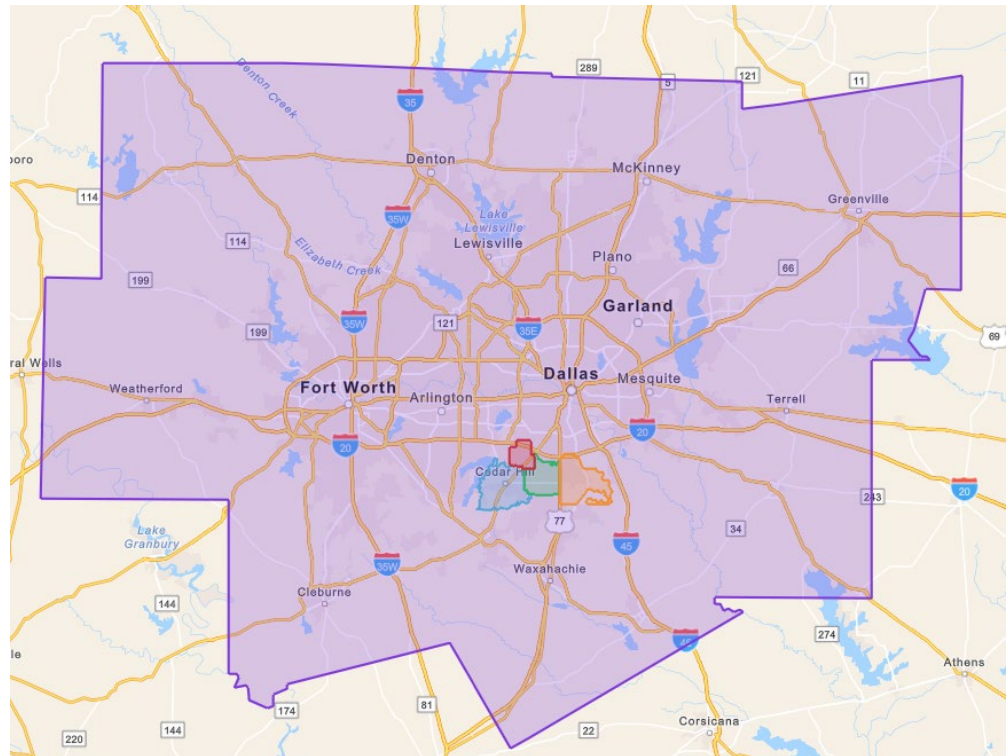 289
121
11
5
Denton Creek
35
oro
Denton
McKinney
114
Greenville
35W
Lake
Lewisville
114
Lewisville
Elizabeth Creek
Plano
66
199
Garland
35W
121
35E
199
69
ral Wells
Dallas
Weatherford
Fort Worth
Mesquite
Arlington
Terrell
20
20
Cedar Hill
243
20
77
34
Lake
Granbury
45
35W
Waxahachie
Cleburne
144
274
45
le
Athens
174
81
Corsicana
220
144
22